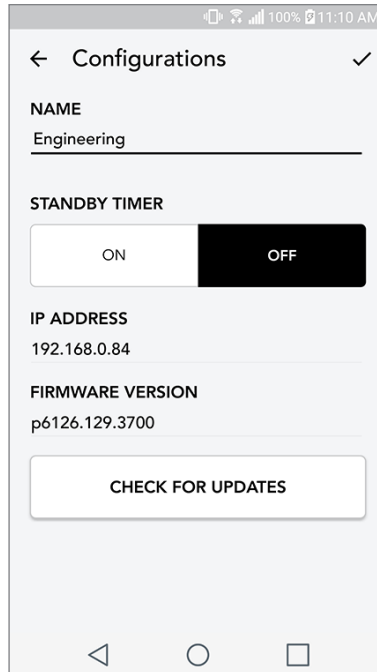 100% 11:10 AM
Configurations
NAME
Engineering
STANDBY TIMER
ON OFF
IP ADDRESS
192.168.0.84
FIRMWARE VERSION
p6126.129.3700
CHECK FOR UPDATES